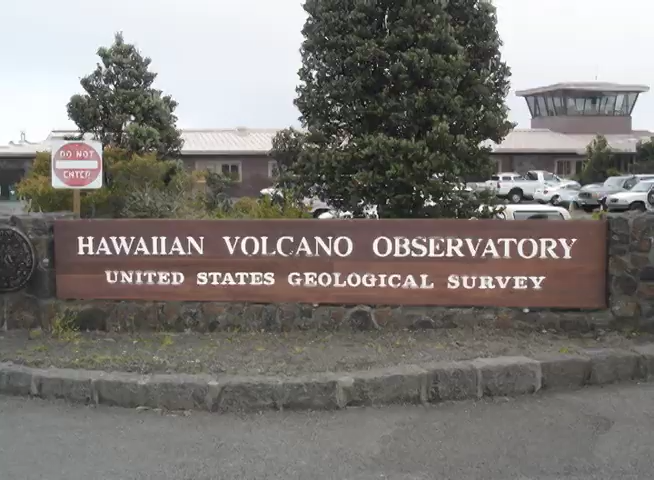 DO NOT
ENTER
HAWAIIAN VOLCANO OBSERVATORY
UNITED STATES GEOLOGICAL SURVEY